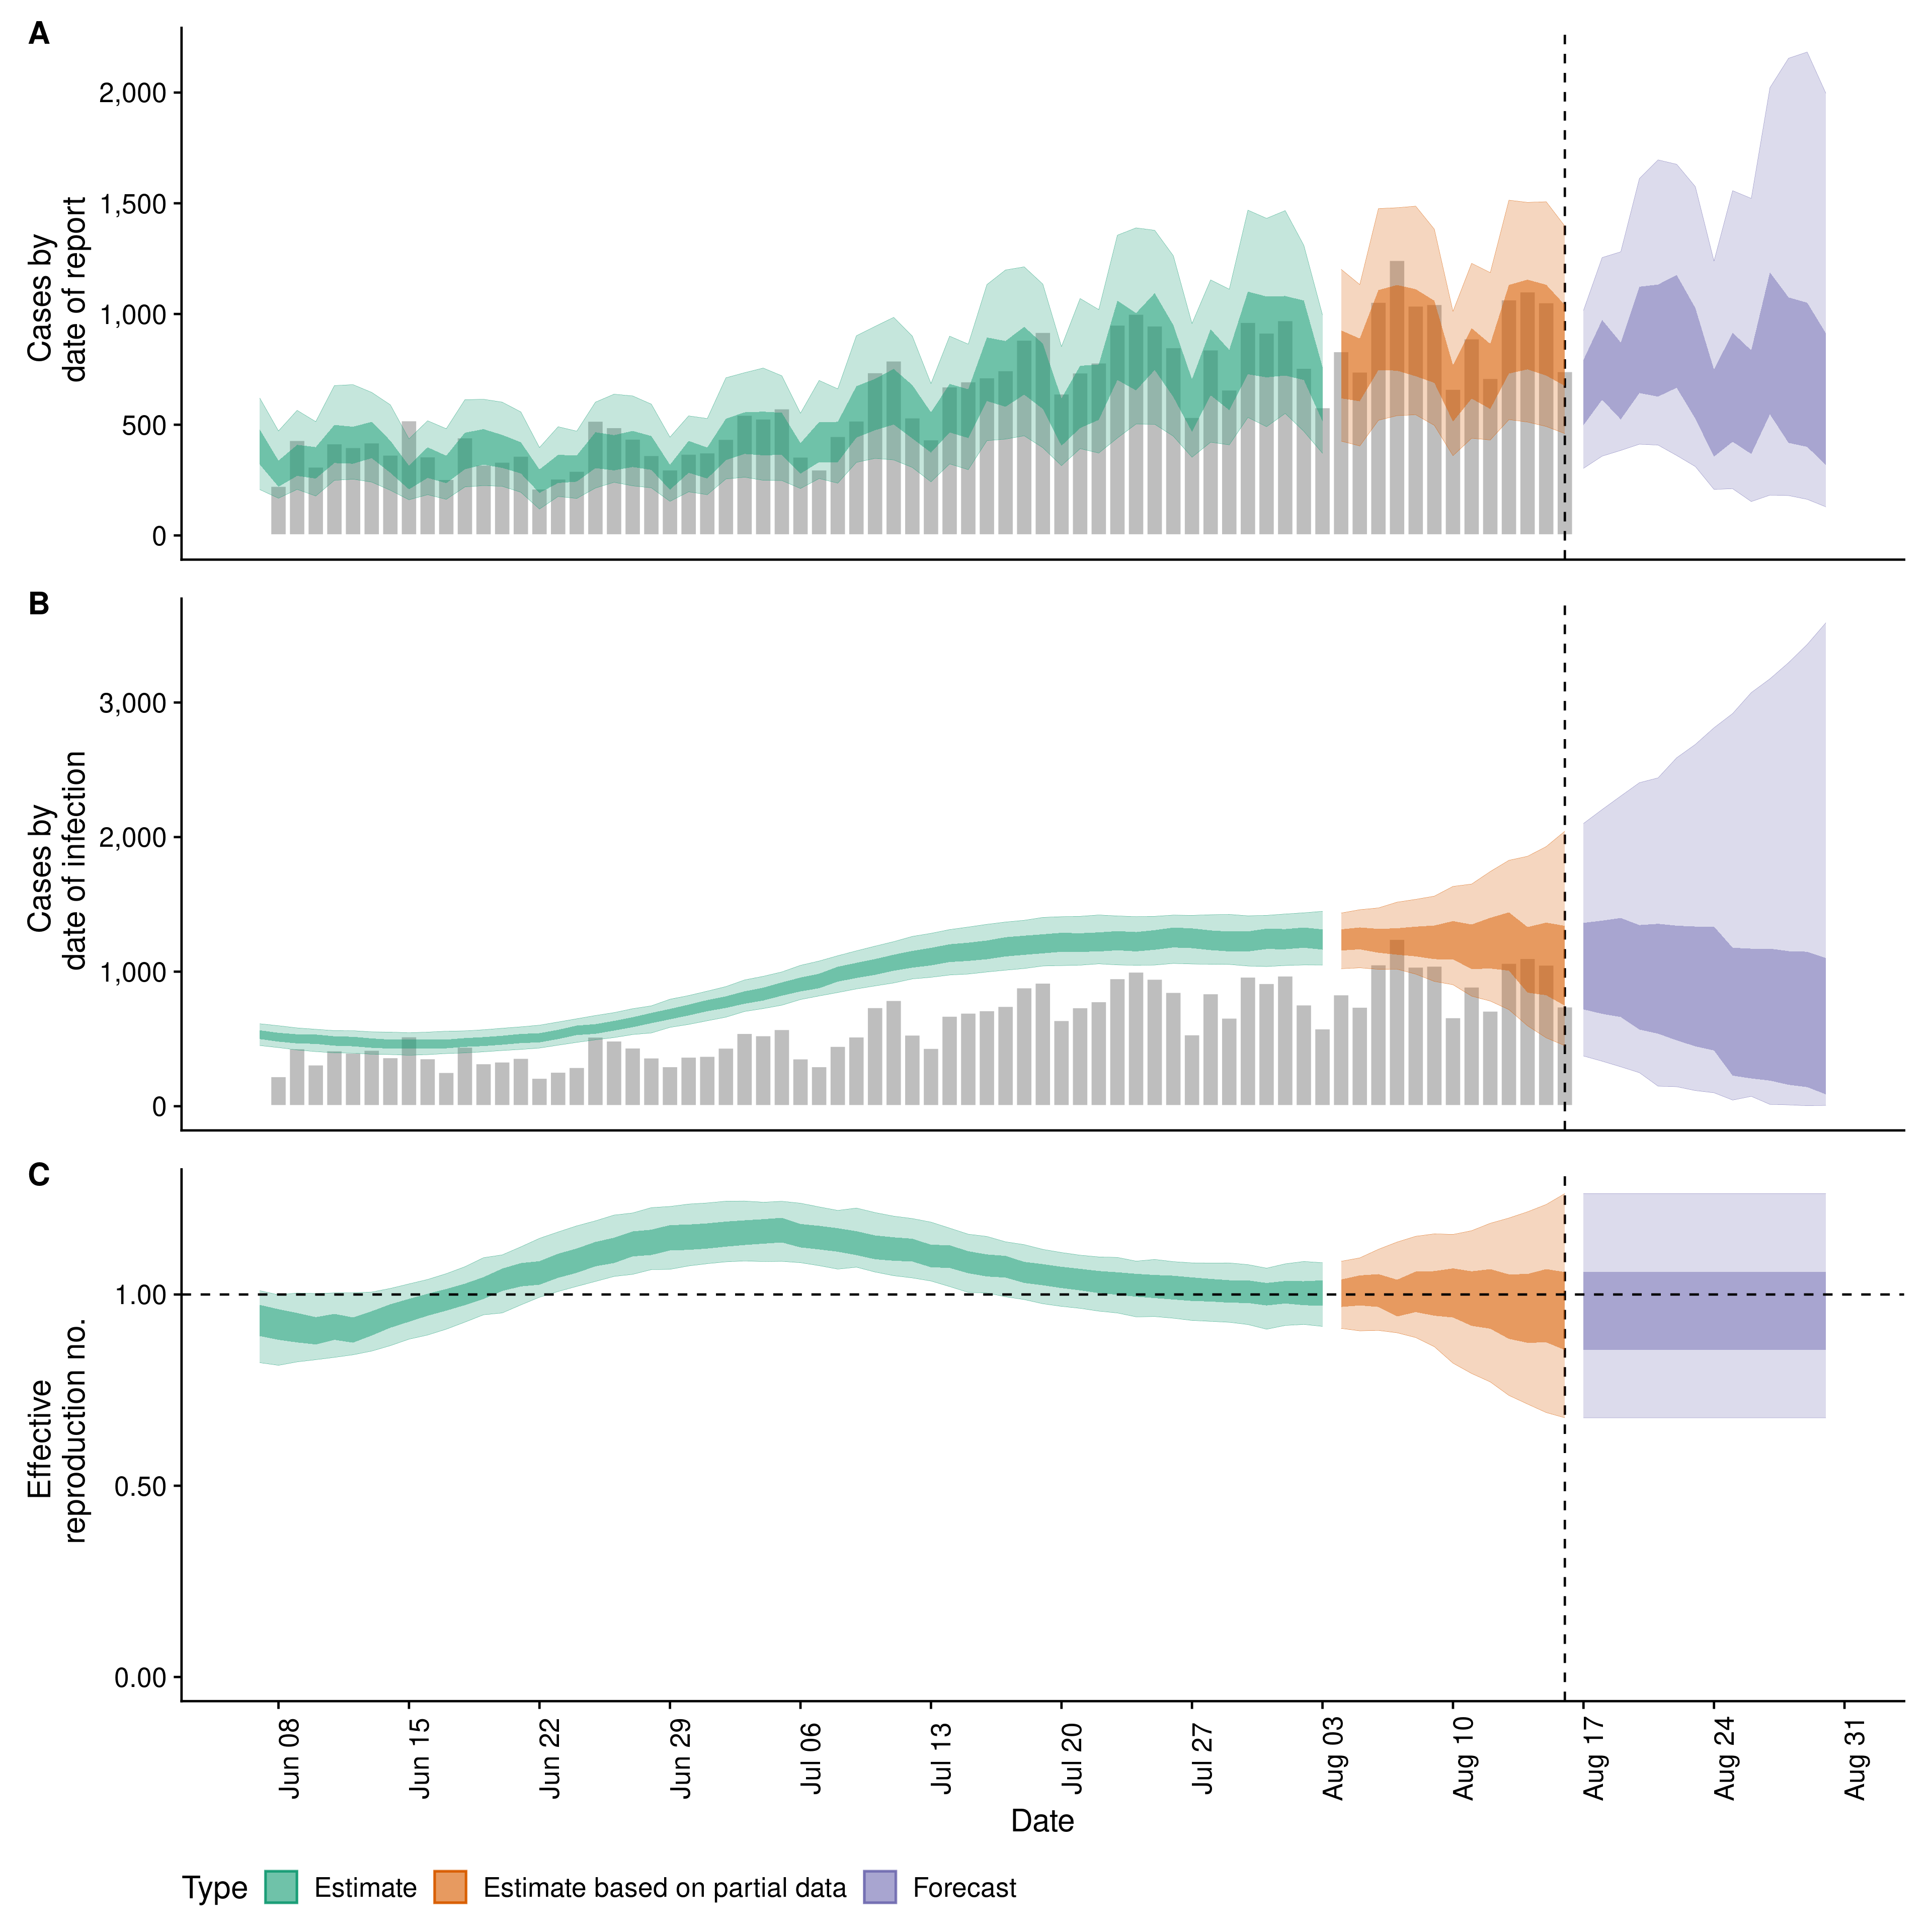 A
Cases by
date of report
2,000
1,500
1,000
500
0
B
Cases by
date of infection
3,000
2,000
1,000
0
C
Effective
reproduction no.
1.00
0.50
0.00
Jun 08
Jun 15
Jun 22
Jun 29
Jul 06
Jul 13
Jul 20
Jul 27
Aug 03
Aug 10
Aug 17
Aug 24
Aug 31
Date
Type Estimate Estimate based on partial data Forecast